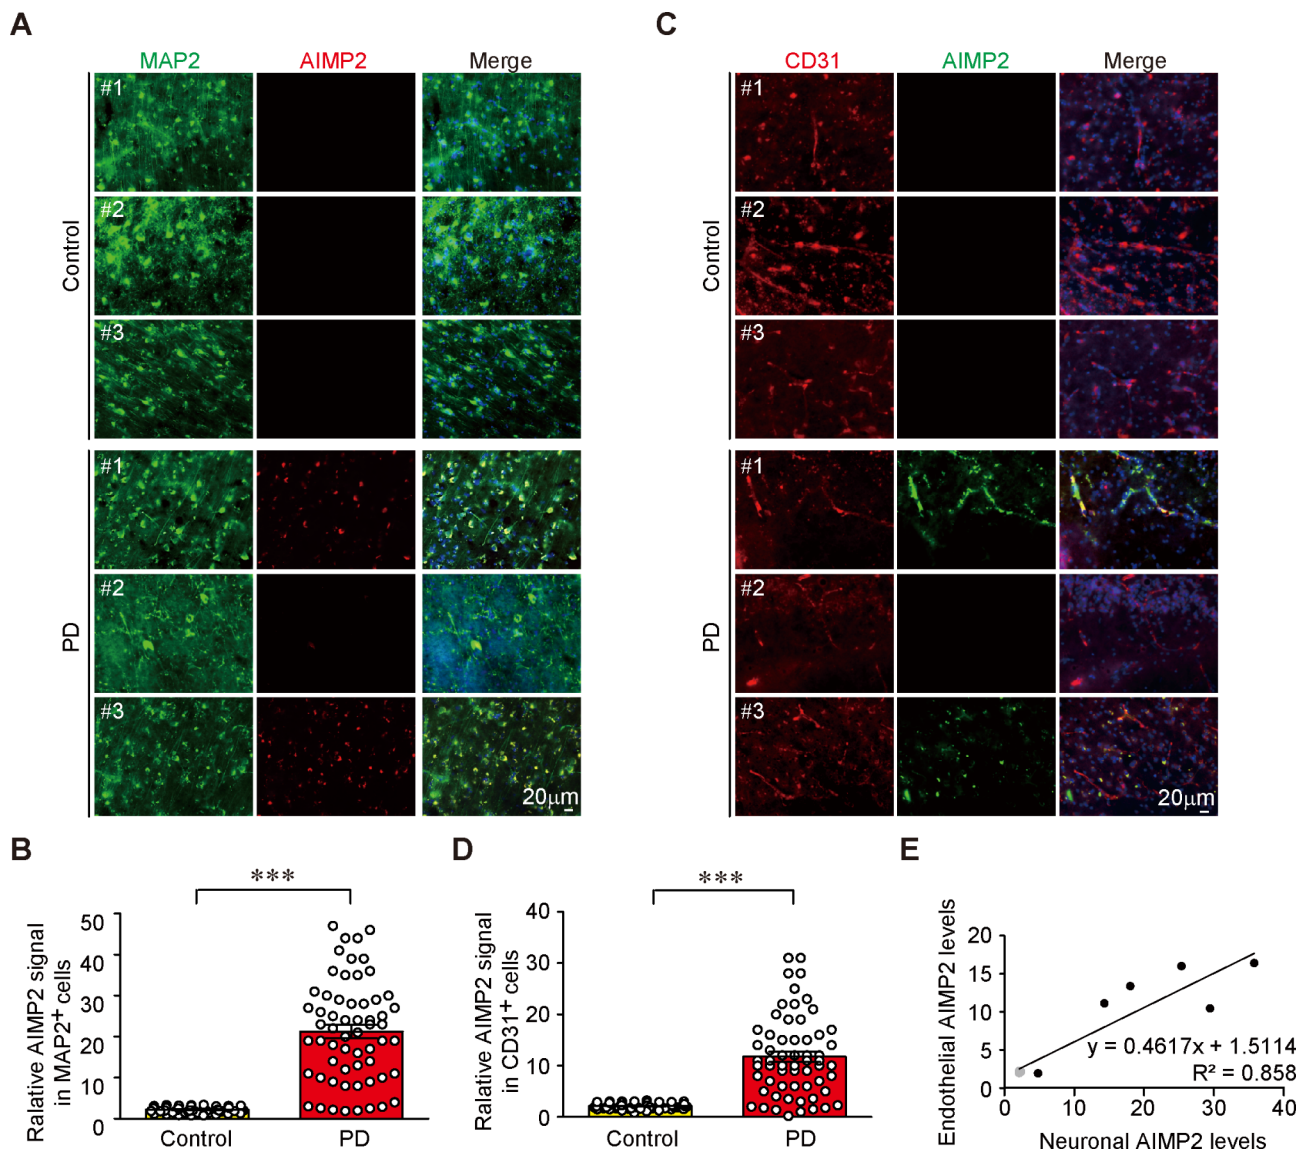 A
MAP2 AIMP2 Merge
Control
#1
#2
#3
PD
#1
#2
#3
20μm
C
CD31 AIMP2 Merge
Control
#1
#2
#3
PD
#1
#2
#3
20μm
B
Ralative AIMP2 signal
in MAP2+ cells
50
40
30
20
10
0
***
Control PD
D
Ralative AIMP2 signal
in CD31+ cells
40
30
20
10
0
***
Control PD
E
Endothelial AIMP2 levels
20
15
10
5
0
y = 0.4617x + 1.5114
R² = 0.858
0 10 20 30 40
Neuronal AIMP2 levels